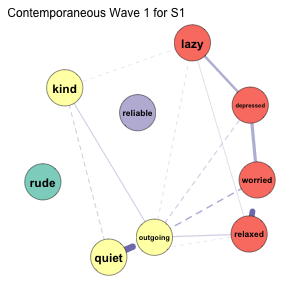 Contemporaneous Wave 1 for S1
lazy
kind
depressed
reliable
rude
worried
outgoing
relaxed
quiet